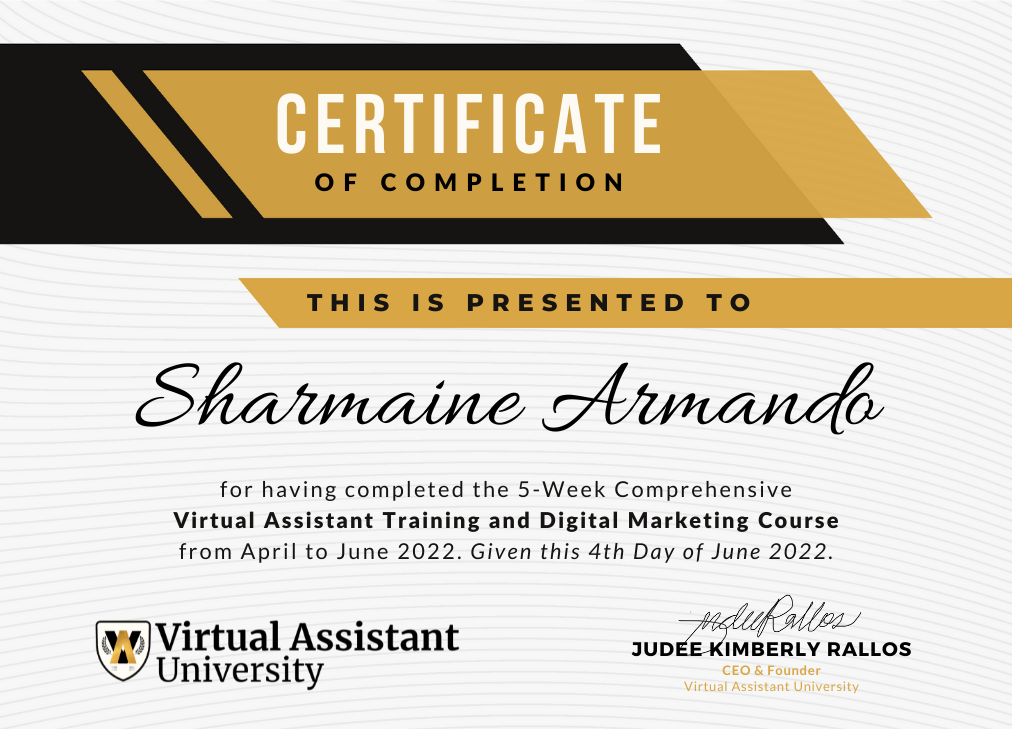 CERTIFICATE
OF COMPLETION
THIS IS PRESENTED TO
Sharmaine Armando
for having completed the 5-Week Comprehensive
Virtual Assistant Training and Digital Marketing Course
from April to June 2022. Given this 4th Day of June 2022.
Virtual Assistant
University
JudeeRallos
JUDEE KIMBERLY RALLOS
CEO & Founder
Virtual Assistant University